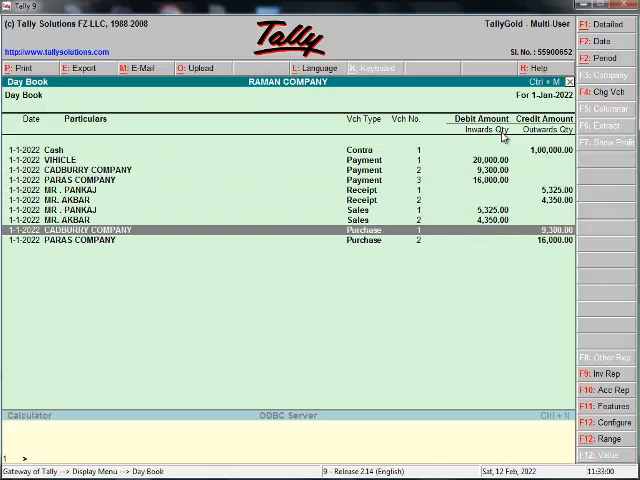 Tally 9
(c) Tally Solutions FZ-LLC, 1988-2008
Tally
TallyGold - Multi-User
http://www.tallysolutions.com
Sl. No. : 55900652
P: Print E: Export M: E-Mail O: Upload L: Language K: Keyboard H: Help
Day Book RAMAN COMPANY Ctrl + M
Day Book For 1-Jan-2022
Date Particulars Vch Type Vch No. Debit Amount Credit Amount
Inwards Qty Outwards Qty
1-1-2022 Cash Contra 1 1,00,000.00
1-1-2022 VIHICLE Payment 1 20,000.00
1-1-2022 CADBURRY COMPANY Payment 2 9,300.00
1-1-2022 PARAS COMPANY Payment 3 16,000.00
1-1-2022 MR . PANKAJ Receipt 1 5,325.00
1-1-2022 MR. AKBAR Receipt 2 4,350.00
1-1-2022 MR . PANKAJ Sales 1 5,325.00
1-1-2022 MR. AKBAR Sales 2 4,350.00
1-1-2022 CADBURRY COMPANY Purchase 1 9,300.00
1-1-2022 PARAS COMPANY Purchase 2 16,000.00
F1: Detailed
F2: Date
F2: Period
F3: Company
F4: Chg Vch
F5: Columnar
F6: Extract
F7: Show Profit
F8: Other Rep
F9: Inv Rep
F10: Acc Rep
F11: Features
F12: Configure
F12: Range
F12: Value
Calculator ODBC Server Ctrl + N
1 >
Gateway of Tally --> Display Menu --> Day Book 9 - Release 2.14 (English) Sat, 12 Feb, 2022 11:33:00